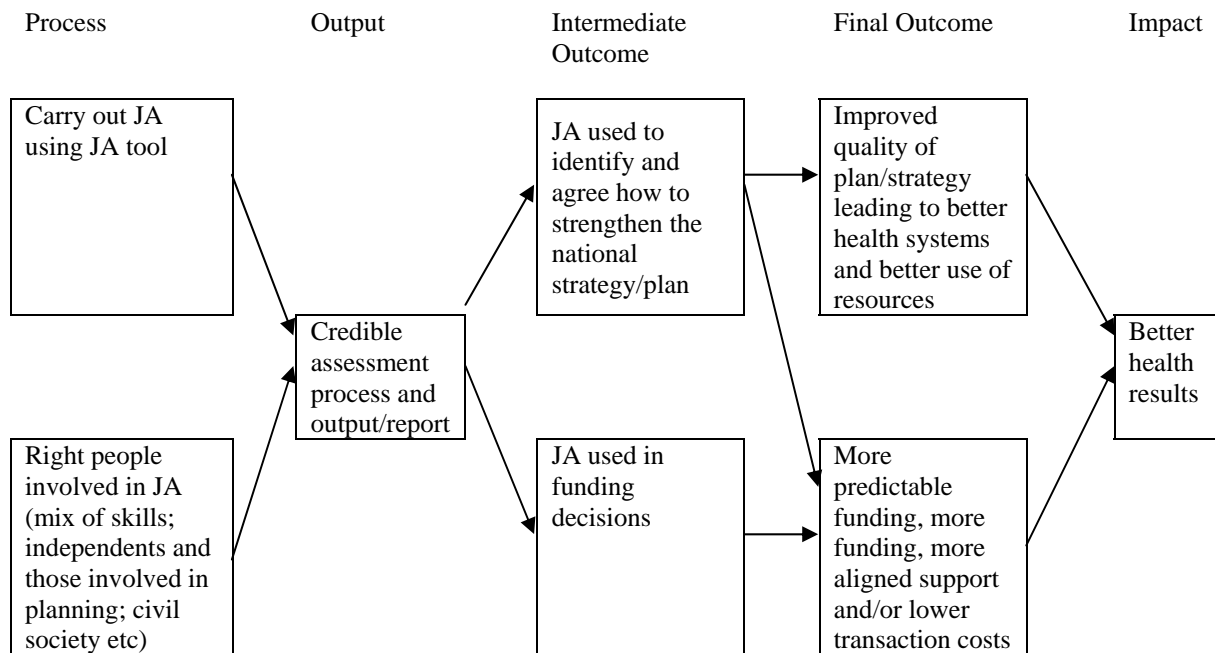 Process
Output
Intermediate
Outcome
Final Outcome
Impact
Carry out JA
using JA tool
Right people
involved in JA
(mix of skills;
independents and
those involved in
planning; civil
society etc)
Credible
assessment
process and
output/report
JA used to
identify and
agree how to
strengthen the
national
strategy/plan
JA used in
funding
decisions
Improved
quality of
plan/strategy
leading to better
health systems
and better use of
resources
More
predictable
funding, more
funding, more
aligned support
and/or lower
transaction costs
Better
health
results